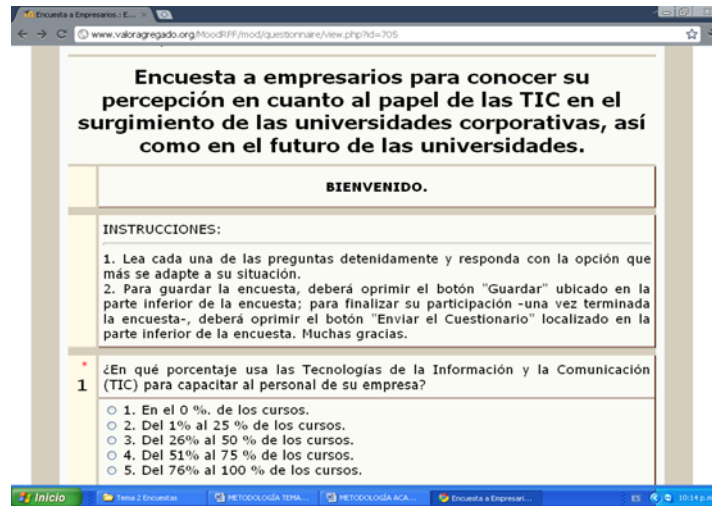 Encuesta a Empresarios.: E...
www.valoragregado.org/MoodRPF/mod/questionnaire/view.php?id=705
Encuesta a empresarios para conocer su
percepción en cuanto al papel de las TIC en el
surgimiento de las universidades corporativas, así
como en el futuro de las universidades.
BIENVENIDO.
INSTRUCCIONES:
1. Lea cada una de las preguntas detenidamente y responda con la opción que
más se adapte a su situación.
2. Para guardar la encuesta, deberá oprimir el botón "Guardar" ubicado en la
parte inferior de la encuesta; para finalizar su participación -una vez terminada
la encuesta-, deberá oprimir el botón "Enviar el Cuestionario" localizado en la
parte inferior de la encuesta. Muchas gracias.
*
1 ¿En qué porcentaje usa las Tecnologías de la Información y la Comunicación
(TIC) para capacitar al personal de su empresa?
1. En el 0 %. de los cursos.
2. Del 1% al 25 % de los cursos.
3. Del 26% al 50 % de los cursos.
4. Del 51% al 75 % de los cursos.
5. Del 76% al 100 % de los cursos.
Inicio Tema 2 Encuestas METODOLOGÍA TEMA... METODOLOGÍA ACA... Encuesta a Empresari... ES 10:14 p.m.